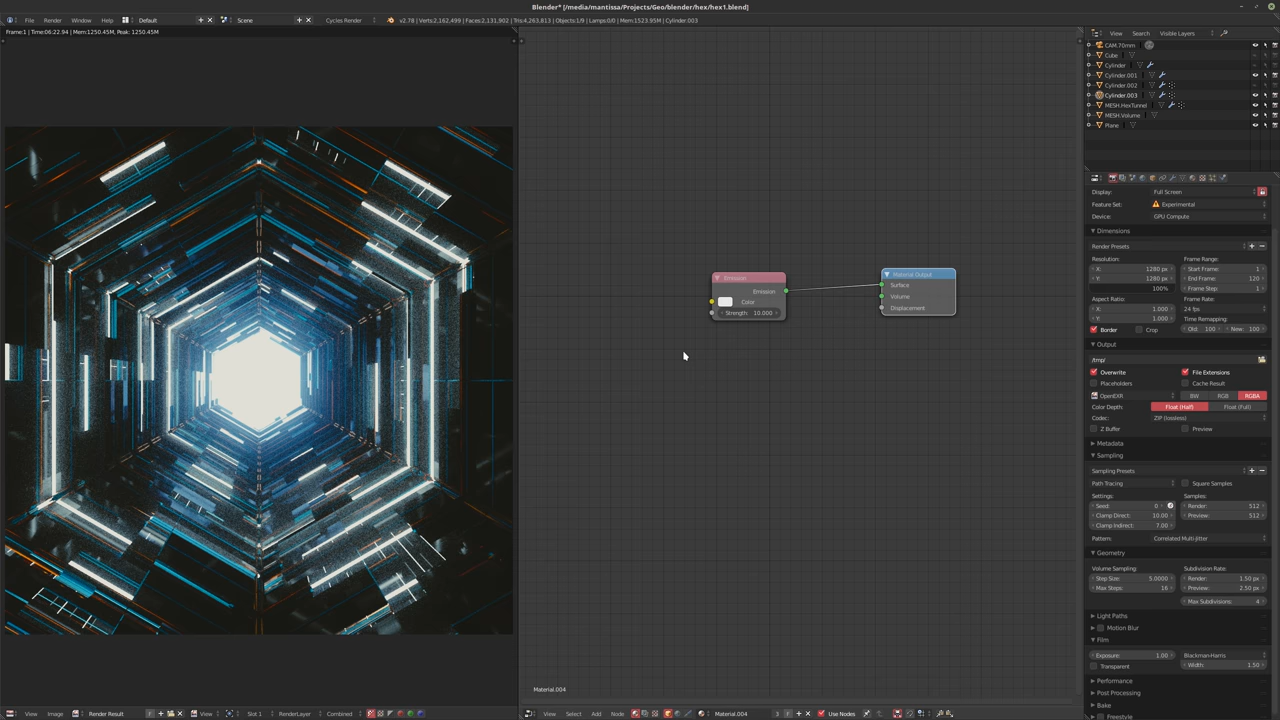 Blender* [/media/mantissa/Projects/Geo/blender/hex/hex1.blend]
File Render Window Help Default Scene Cycles Render v2.78 | Verts:2,162,499 | Faces:2,131,902 | Tris:4,263,813 | Objects:1/9 | Lamps:0/0 | Mem:1523.95M | Cylinder.003
Frame:1 | Time:06:22.94 | Mem:1250.45M, Peak: 1250.45M
View Search Visible Layers
CAM.70mm
Cube
Cylinder
Cylinder.001
Cylinder.002
Cylinder.003
MESH.HexTunnel
MESH.Volume
Plane
Display: Full Screen
Feature Set: Experimental
Device: GPU Compute
Dimensions
Render Presets
Resolution: Frame Range:
X: 1280 px Start Frame: 1
Y: 1280 px End Frame: 120
100% Frame Step: 1
Aspect Ratio: Frame Rate:
X: 1.000 24 fps
Y: 1.000 Time Remapping:
Border Crop Old: 100 New: 100
Output
/tmp/
Overwrite File Extensions
Placeholders Cache Result
OpenEXR BW RGB RGBA
Color Depth: Float (Half) Float (Full)
Codec: ZIP (lossless)
Z Buffer Preview
Metadata
Sampling
Sampling Presets
Path Tracing Square Samples
Settings: Samples:
Seed: 0 Render: 512
Clamp Direct: 10.00 Preview: 512
Clamp Indirect: 7.00
Pattern: Correlated Multi-Jitter
Geometry
Volume Sampling: Subdivision Rate:
Step Size: 5.0000 Render: 1.50 px
Max Steps: 16 Preview: 2.50 px
Max Subdivisions: 4
Light Paths
Motion Blur
Film
Exposure: 1.00 Blackman-Harris
Transparent Width: 1.50
Performance
Post Processing
Bake
Freestyle
Emission
Emission
Color
Strength: 10.000
Material Output
Surface
Volume
Displacement
Material.004
View Image Render Result F View Slot 1 RenderLayer Combined
View Select Add Node Material.004 3 F Use Nodes